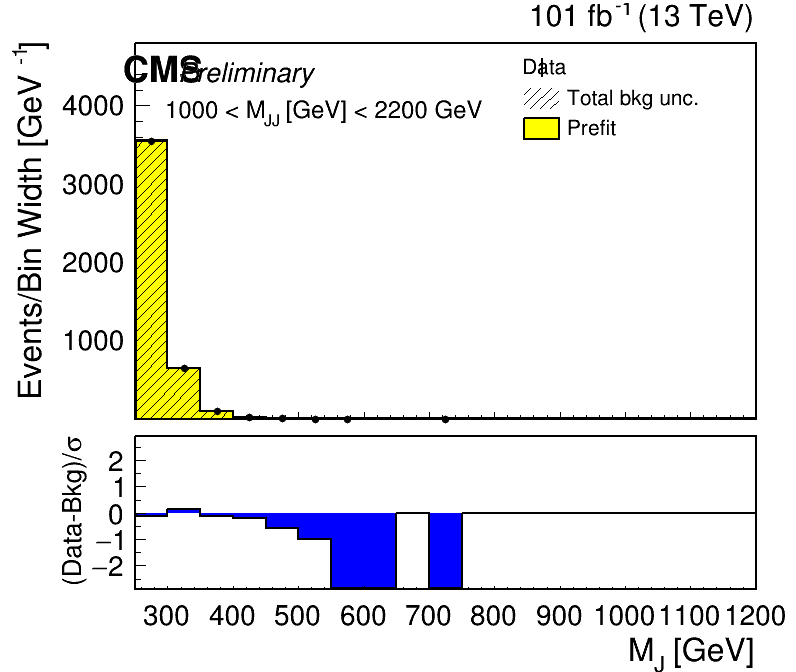 101 fb⁻¹ (13 TeV)
CMS Preliminary
1000 < M_JJ [GeV] < 2200 GeV
Data
Total bkg unc.
Prefit
Events/Bin Width [GeV⁻¹]
4000
3000
2000
1000
(Data-Bkg)/σ
2
1
0
−1
−2
300 400 500 600 700 800 900 1000 1100 1200
M_J [GeV]